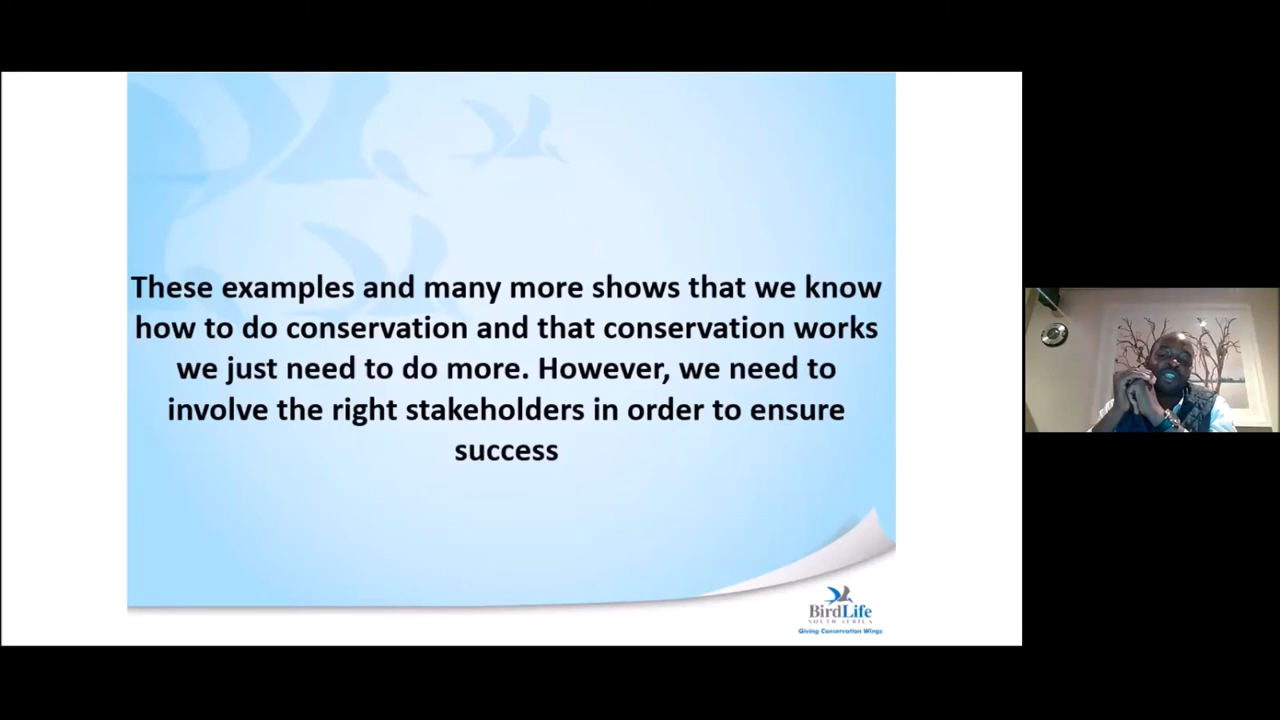 These examples and many more shows that we know
how to do conservation and that conservation works
we just need to do more. However, we need to
involve the right stakeholders in order to ensure
success
BirdLife
SOUTH AFRICA
Giving Conservation Wings